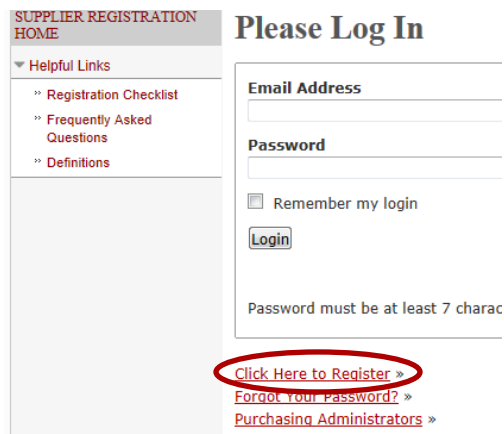 SUPPLIER REGISTRATION
HOME
Helpful Links
» Registration Checklist
» Frequently Asked
Questions
» Definitions
Please Log In
Email Address
Password
Remember my login
Login
Password must be at least 7 charac
Click Here to Register »
Forgot Your Password? »
Purchasing Administrators »